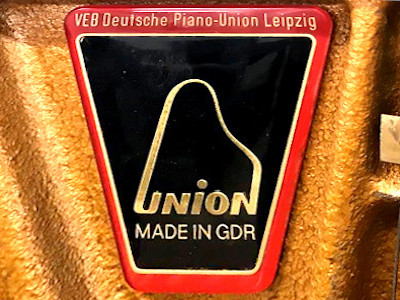 VEB Deutsche Piano-Union Leipzig
UNiON
MADE IN GDR